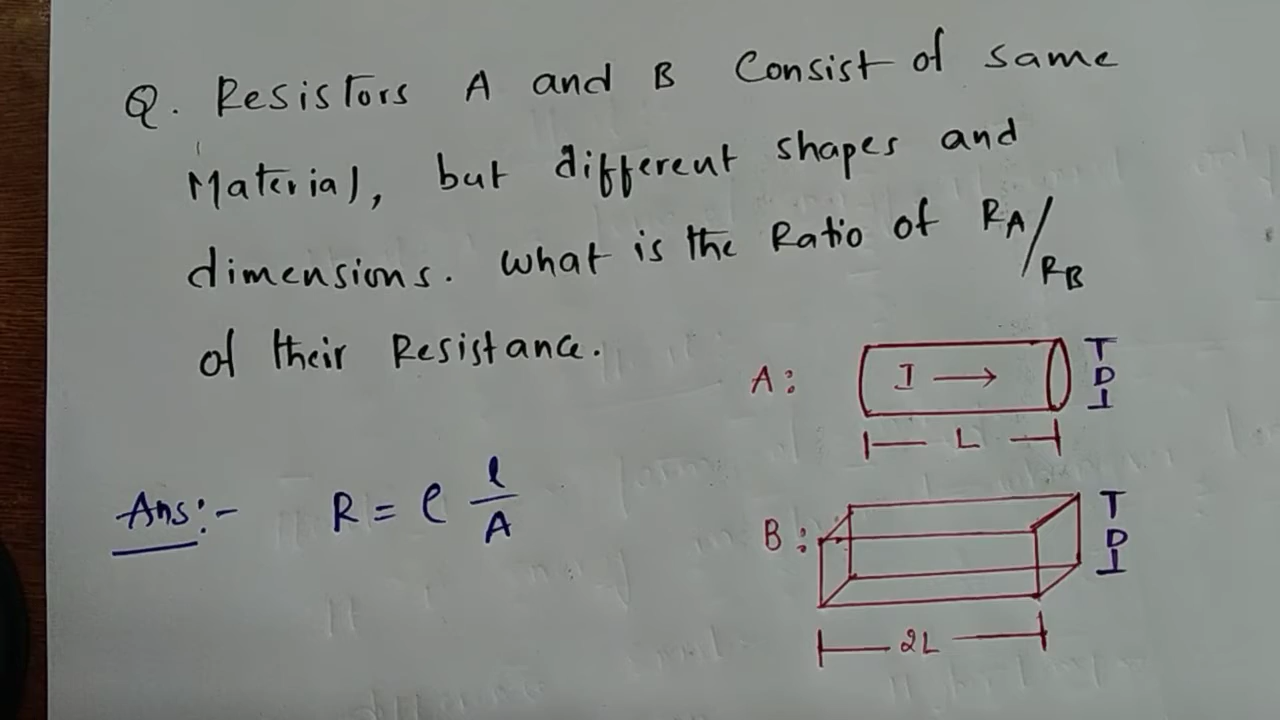 Q. Resistors A and B Consist of same
Material, but different shapes and
dimensions. What is the Ratio of RA/RB
of their Resistance.
A: I → D
L
Ans:- R = ρ l/A
B: D
2L